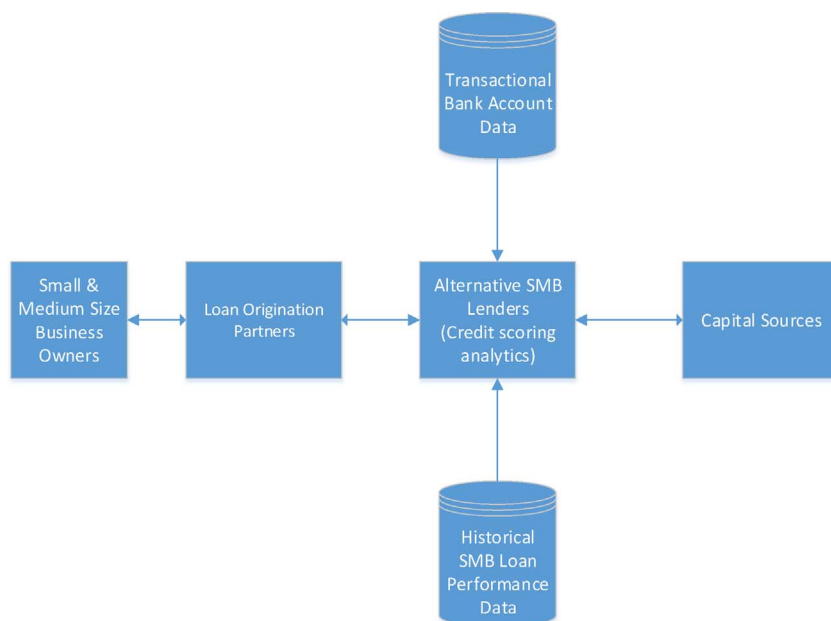 Transactional
Bank Account
Data
Small &
Medium Size
Business
Owners
Loan Origination
Partners
Alternative SMB
Lenders
(Credit scoring
analytics)
Capital Sources
Historical
SMB Loan
Performance
Data